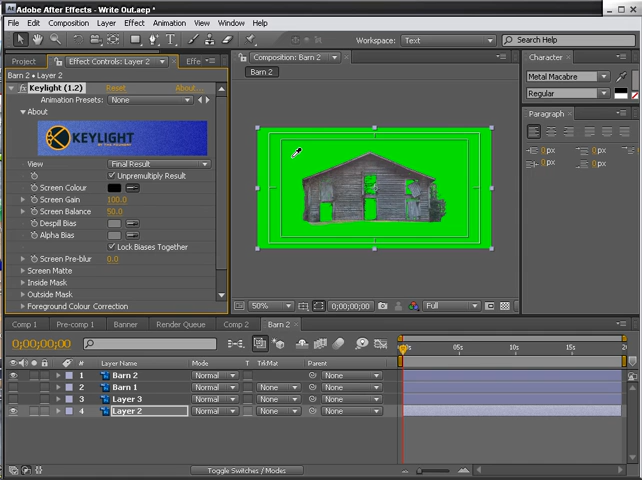 Adobe After Effects - Write Out.aep *
File Edit Composition Layer Effect Animation View Window Help
Workspace: Text Search Help
Project Effect Controls: Layer 2 Effe Composition: Barn 2 Character
Barn 2 • Layer 2 Barn 2
Keylight (1.2) Reset About... Metal Macabre
Animation Presets: None Regular
About
KEYLIGHT Paragraph
View Final Result
Unpremultiply Result 0 px 0 px
Screen Colour 0 px 0 px
Screen Gain 100.0
Screen Balance 50.0
Despill Bias
Alpha Bias
Lock Biases Together
Screen Pre-blur 0.0
Screen Matte
Inside Mask
Outside Mask
Foreground Colour Correction 50% 0;00;00;00 Full
Comp 1 Pre-comp 1 Banner Render Queue Comp 2 Barn 2
0;00;00;00 05s 10s 15s 20s
# Layer Name Mode T TrkMat Parent
1 Barn 2 Normal None
2 Barn 1 Normal None None
3 Layer 3 Normal None None
4 Layer 2 Normal None None
Toggle Switches / Modes